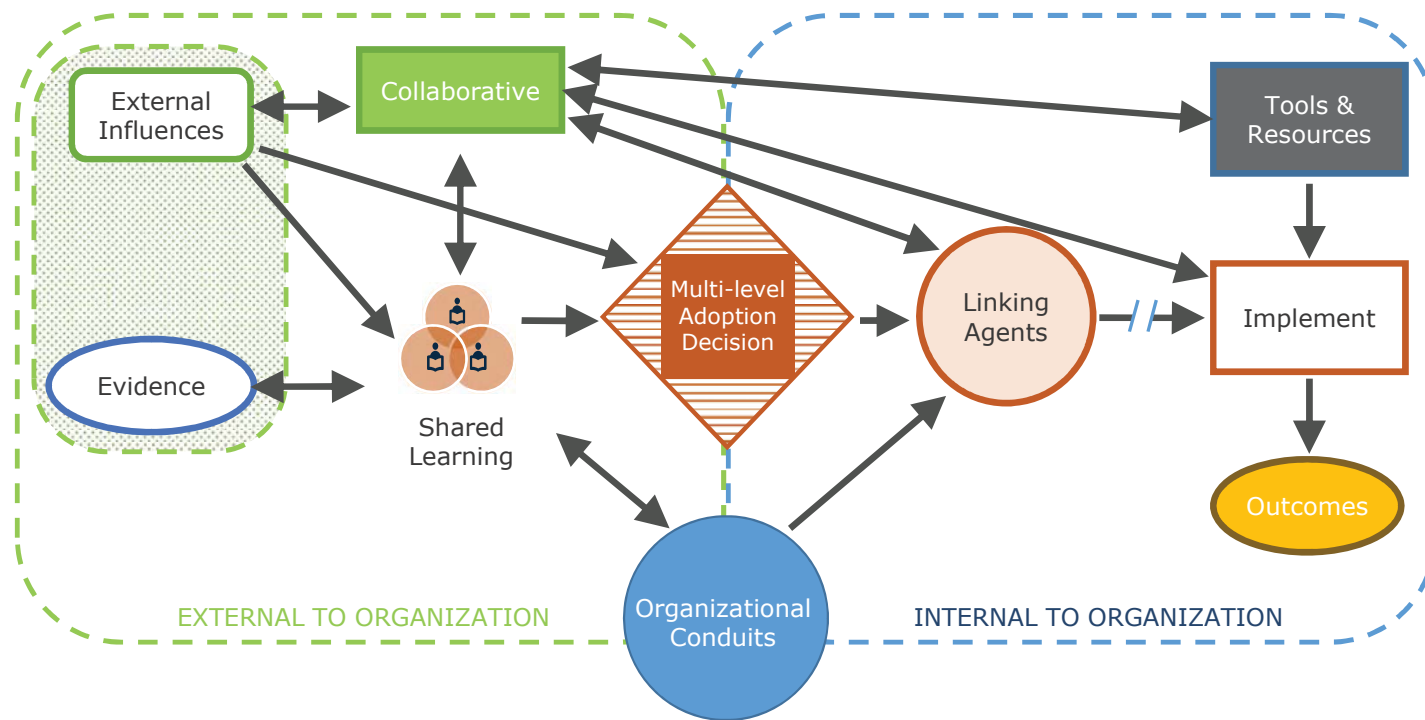 External
Influences
Collaborative
Tools &
Resources
Multi-level
Adoption
Decision
Linking
Agents
Implement
Evidence
Shared
Learning
Outcomes
Organizational
Conduits
EXTERNAL TO ORGANIZATION
INTERNAL TO ORGANIZATION